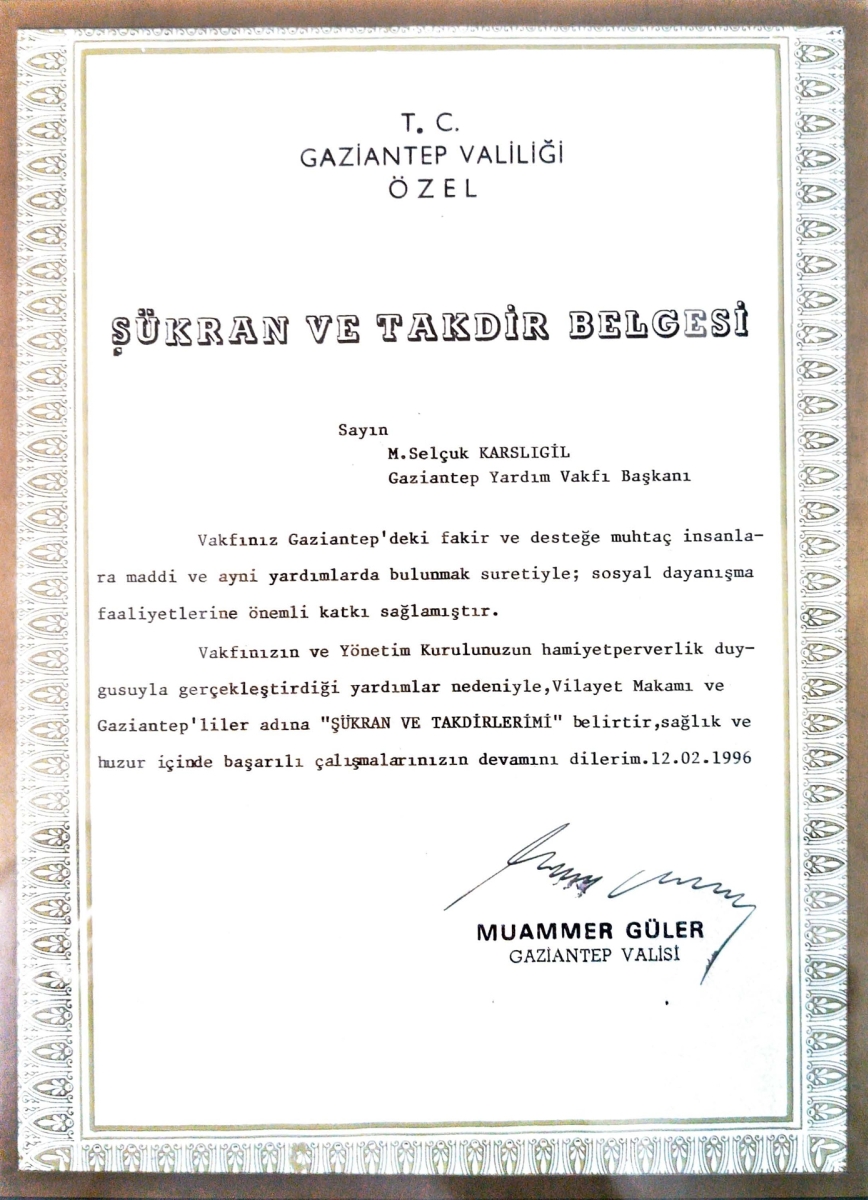 T. C.
GAZİANTEP VALİLİĞİ
ÖZEL
ŞÜKRAN VE TAKDİR BELGESİ
Sayın
M.Selçuk KARSLIGİL
Gaziantep Yardım Vakfı Başkanı
Vakfınız Gaziantep'deki fakir ve desteğe muhtaç insanla-
ra maddi ve ayni yardımlarda bulunmak suretiyle; sosyal dayanışma
faaliyetlerine önemli katkı sağlamıştır.
Vakfınızın ve Yönetim Kurulunuzun hamiyetperverlik duy-
gusuyla gerçekleştirdiği yardımlar nedeniyle,Vilayet Makamı ve
Gaziantep'liler adına "ŞÜKRAN VE TAKDİRLERİMİ" belirtir,sağlık ve
huzur içinde başarılı çalışmalarınızın devamını dilerim.12.02.1996
MUAMMER GÜLER
GAZİANTEP VALİSİ